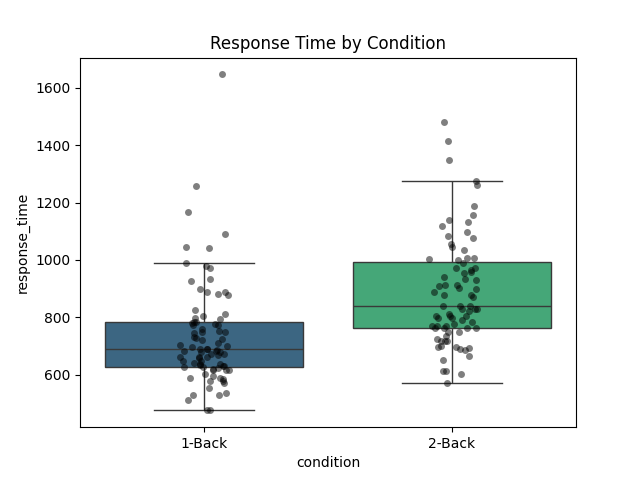 Response Time by Condition
response_time
1600
1400
1200
1000
800
600
1-Back
2-Back
condition